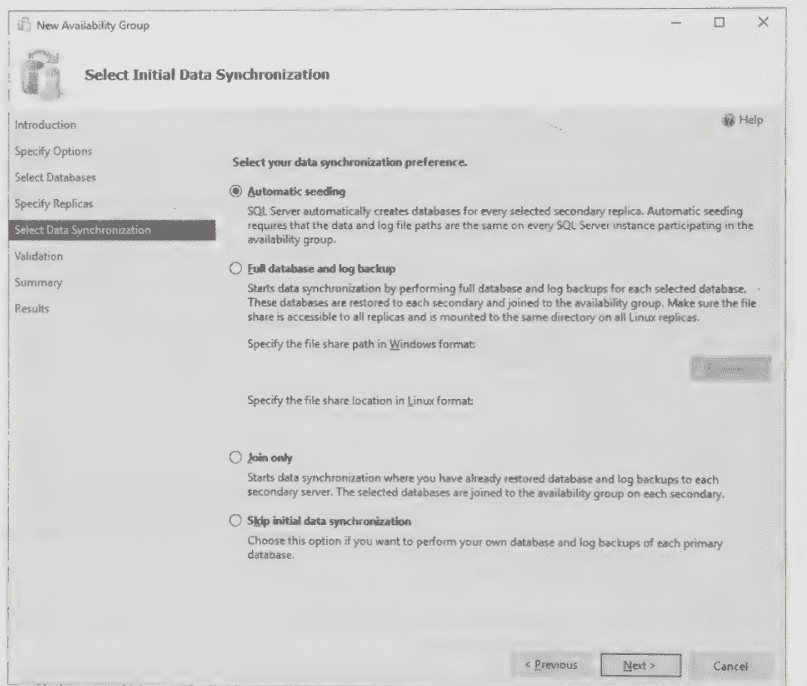 New Availability Group
Select Initial Data Synchronization
Introduction
Specify Options
Select Databases
Specify Replicas
Select Data Synchronization
Validation
Summary
Results
Help
Select your data synchronization preference.
Automatic seeding
SQL Server automatically creates databases for every selected secondary replica. Automatic seeding
requires that the data and log file paths are the same on every SQL Server instance participating in the
availability group.
Full database and log backup
Starts data synchronization by performing full database and log backups for each selected database.
These databases are restored to each secondary and joined to the availability group. Make sure the file
share is accessible to all replicas and is mounted to the same directory on all Linux replicas.
Specify the file share path in Windows format:
Specify the file share location in Linux format:
Join only
Starts data synchronization where you have already restored database and log backups to each
secondary server. The selected databases are joined to the availability group on each secondary.
Skip initial data synchronization
Choose this option if you want to perform your own database and log backups of each primary
database.
< Previous
Next >
Cancel